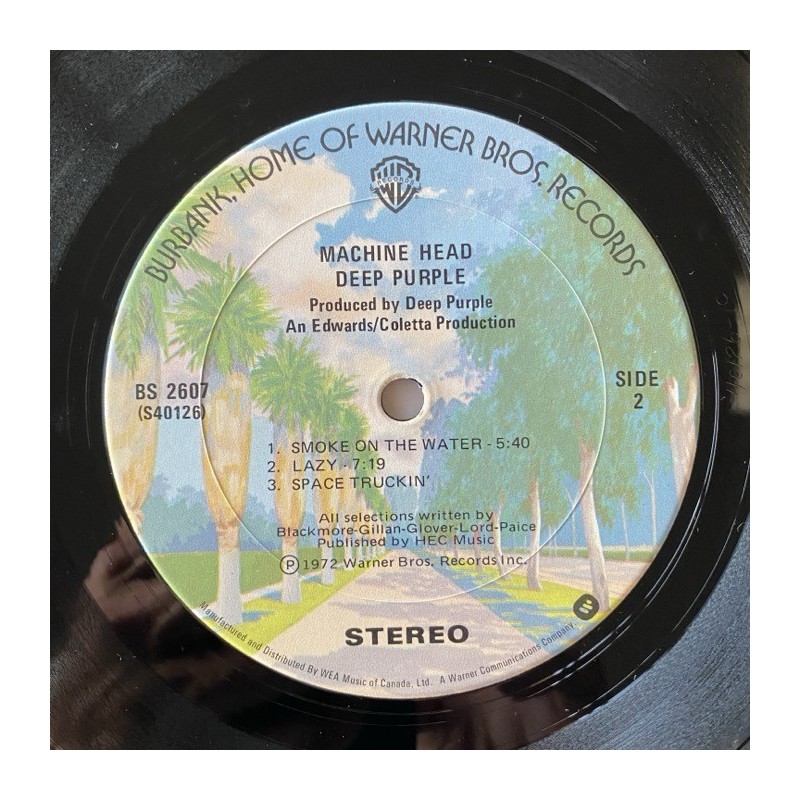 BURBANK, HOME OF WARNER BROS. RECORDS
RECORDS
MACHINE HEAD
DEEP PURPLE
Produced by Deep Purple
An Edwards/Coletta Production
BS 2607
(S40126)
SIDE
2
1. SMOKE ON THE WATER - 5:40
2. LAZY - 7:19
3. SPACE TRUCKIN'
All selections written by
Blackmore-Gillan-Glover-Lord-Paice
Published by HEC Music
Ⓟ 1972 Warner Bros. Records Inc.
STEREO
Manufactured and Distributed By WEA Music of Canada, Ltd. A Warner Communications Company.